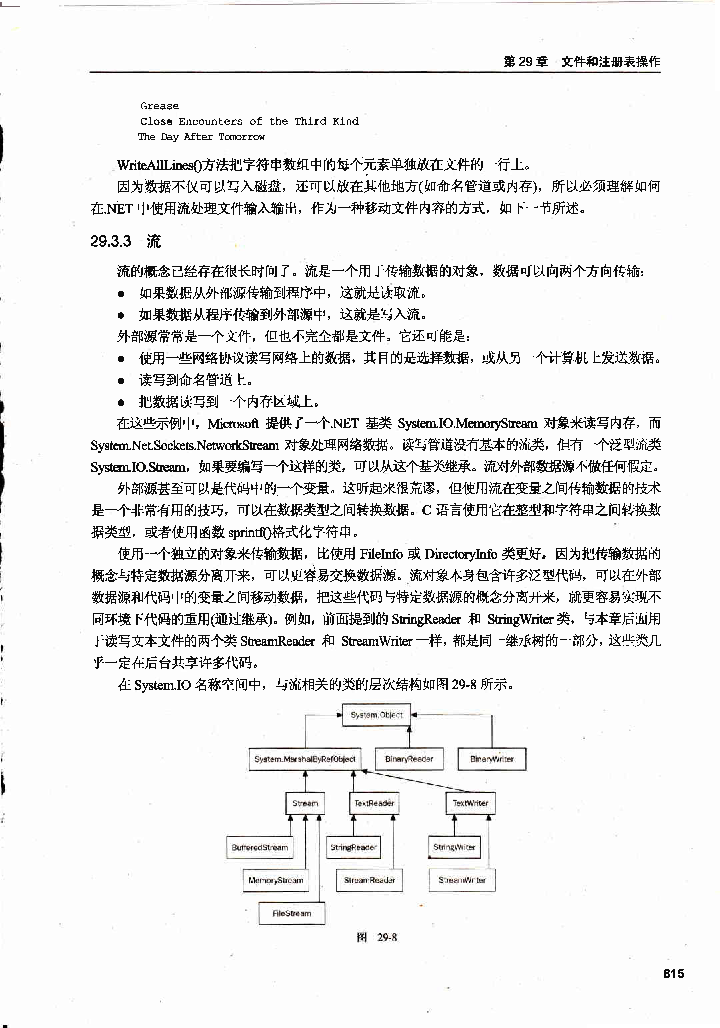 第 29 章 文件和注册表操作
Grease
Close Encounters of the Third Kind
The Day After Tomorrow
WriteAllLines()方法把字符串数组中的每个元素单独放在文件的一行上。
因为数据不仅可以写入磁盘，还可以放在其他地方(如命名管道或内存)，所以必须理解如何
在.NET 中使用流处理文件输入输出，作为一种移动文件内容的方式，如下一节所述。
29.3.3 流
流的概念已经存在很长时间了。流是一个用于传输数据的对象，数据可以向两个方向传输：
● 如果数据从外部源传输到程序中，这就是读取流。
● 如果数据从程序传输到外部源中，这就是写入流。
外部源常常是一个文件，但也不完全都是文件。它还可能是：
● 使用一些网络协议读写网络上的数据，其目的是选择数据，或从另一个计算机上发送数据。
● 读写到命名管道上。
● 把数据读写到一个内存区域上。
在这些示例中，Microsoft 提供了一个.NET 基类 System.IO.MemoryStream 对象来读写内存，而
System.Net.Sockets.NetworkStream 对象处理网络数据。读写管道没有基本的流类，但有一个泛型流类
System.IO.Stream，如果要编写一个这样的类，可以从这个基类继承。流对外部数据源不做任何假定。
外部源甚至可以是代码中的一个变量。这听起来很荒谬，但使用流在变量之间传输数据的技术
是一个非常有用的技巧，可以在数据类型之间转换数据。C 语言使用它在整型和字符串之间转换数
据类型，或者使用函数 sprintf()格式化字符串。
使用一个独立的对象来传输数据，比使用 FileInfo 或 DirectoryInfo 类更好，因为把传输数据的
概念与特定数据源分离开来，可以更容易交换数据源。流对象本身包含许多泛型代码，可以在外部
数据源和代码中的变量之间移动数据，把这些代码与特定数据源的概念分离开来，就更容易实现不
同环境下代码的重用(通过继承)。例如，前面提到的 StringReader 和 StringWriter 类，与本章后面用
于读写文本文件的两个类 StreamReader 和 StreamWriter 一样，都是同一继承树的一部分，这些类几
乎一定在后台共享许多代码。
在 System.IO 名称空间中，与流相关的类的层次结构如图 29-8 所示。
System.Object
System.MarshalByRefObject BinaryReader BinaryWriter
Stream TextReader TextWriter
BufferedStream StringReader StringWriter
MemoryStream StreamReader StreamWriter
FileStream
图 29-8
815